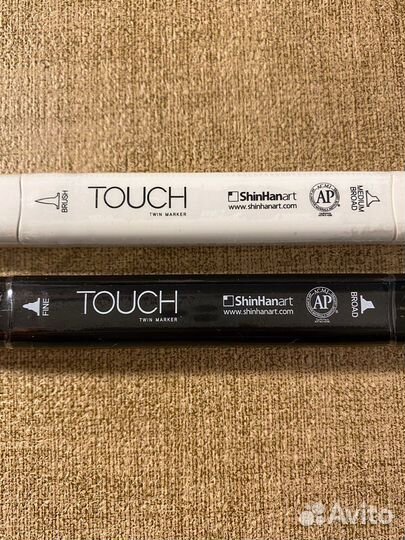 BRUSH
TOUCH
TWIN MARKER
ShinHanart
www.shinhanart.com
AP
MEDIUM
BROAD
FINE
TOUCH
TWIN MARKER
ShinHanart
www.shinhanart.com
AP
BROAD
Avito